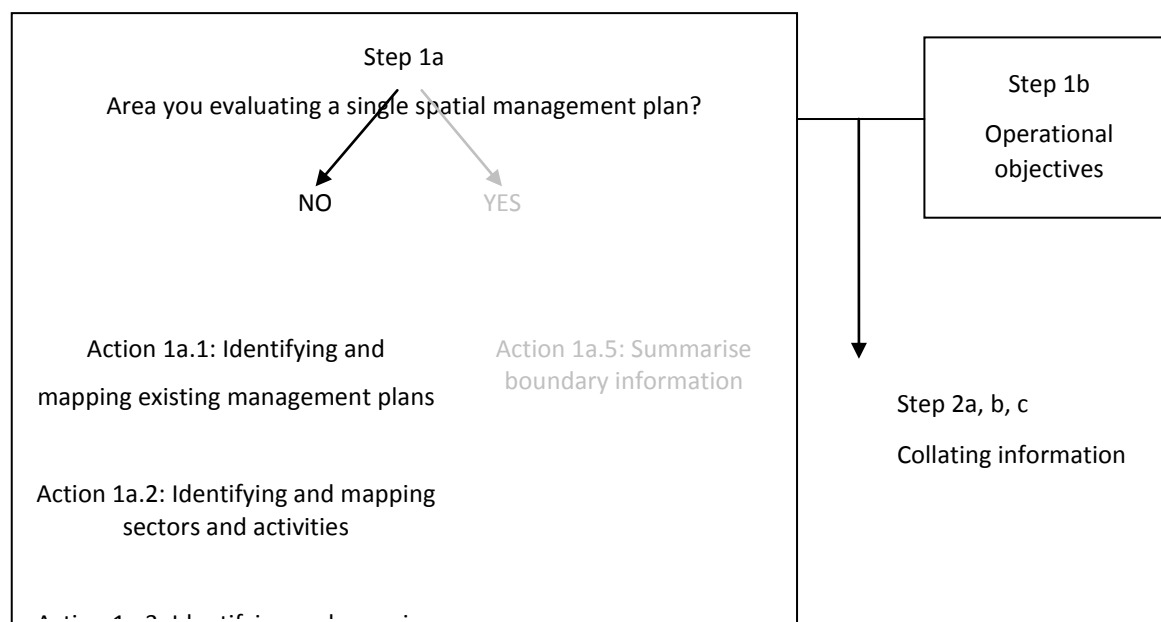 Step 1a
Area you evaluating a single spatial management plan?
NO
YES
Action 1a.1: Identifying and
mapping existing management plans
Action 1a.2: Identifying and mapping
sectors and activities
Action 1a.5: Summarise
boundary information
Step 1b
Operational
objectives
Step 2a, b, c
Collating information